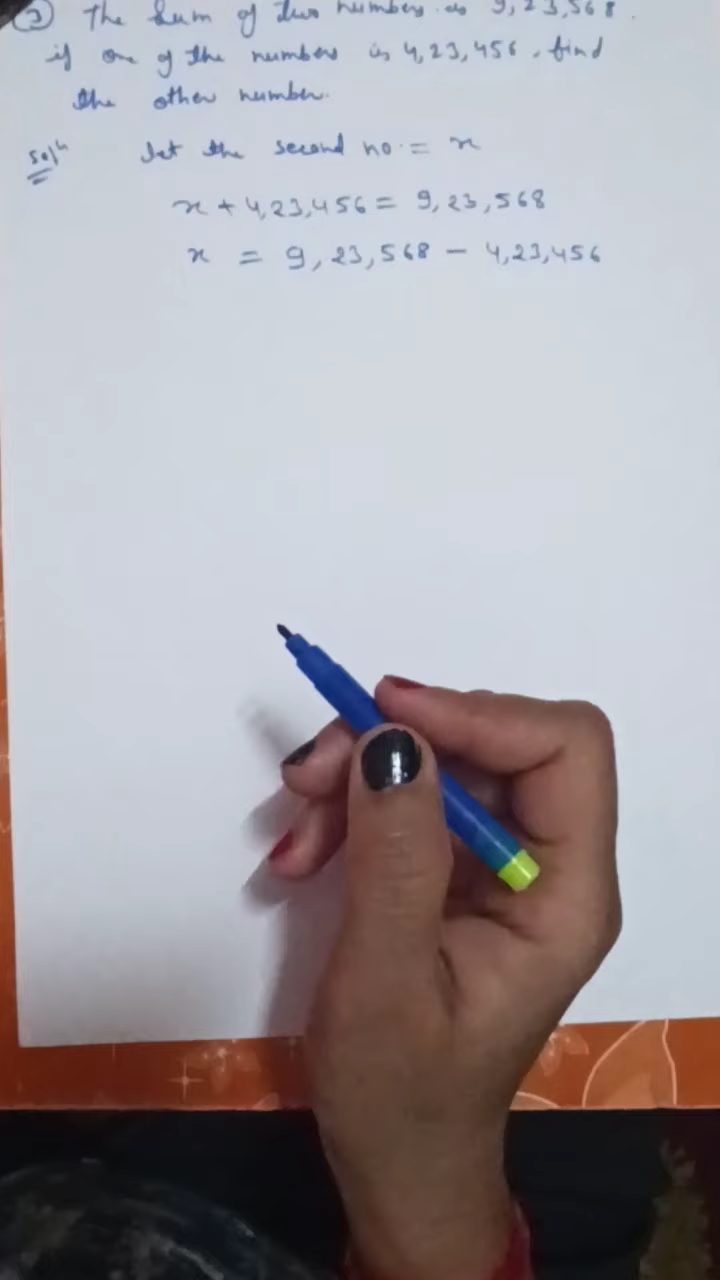 ③ The sum of two numbers is 9,23,568.
if one of the numbers is 4,23,456, find
the other number.
Solⁿ let the second no. = x
x + 4,23,456 = 9,23,568
x = 9,23,568 - 4,23,456